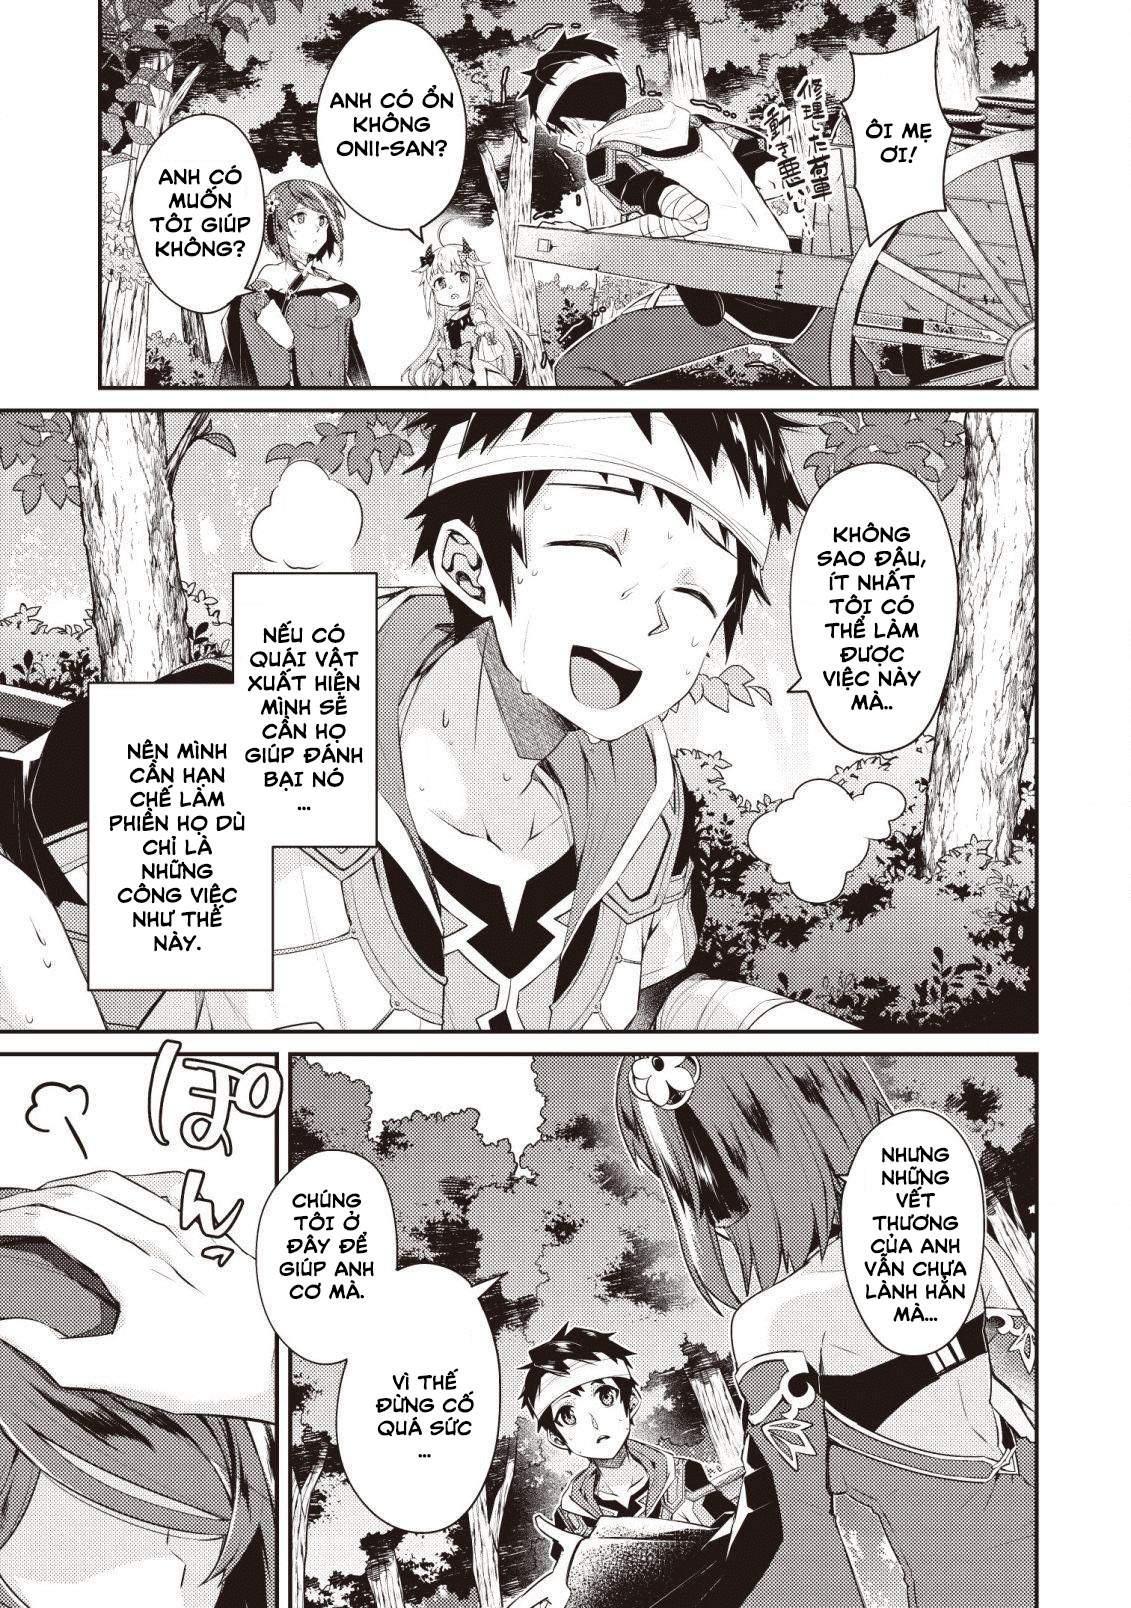 ÔI MẸ
ƠI!
修理した荷車
動き悪いし
ANH CÓ ỔN
KHÔNG
ONII-SAN?
ANH CÓ
MUỐN
TÔI GIÚP
KHÔNG?
KHÔNG
SAO ĐÂU,
ÍT NHẤT
TÔI CÓ
THỂ LÀM
ĐƯỢC
VIỆC NÀY
MÀ..
NẾU CÓ
QUÁI VẬT
XUẤT HIỆN
MÌNH SẼ
CẦN HỌ
GIÚP ĐÁNH
BẠI NÓ
...
NÊN MÌNH
CẦN HẠN
CHẾ LÀM
PHIỀN HỌ DÙ
CHỈ LÀ
NHỮNG
CÔNG VIỆC
NHƯ THẾ
NÀY.
NHƯNG
NHỮNG
VẾT
THƯƠNG
CỦA ANH
VẪN CHƯA
LÀNH HẲN
MÀ...
CHÚNG
TÔI Ở
ĐÂY ĐỂ
GIÚP ANH
CƠ MÀ.
VÌ THẾ
ĐỪNG CỐ
QUÁ SỨC
...
ぽんっ